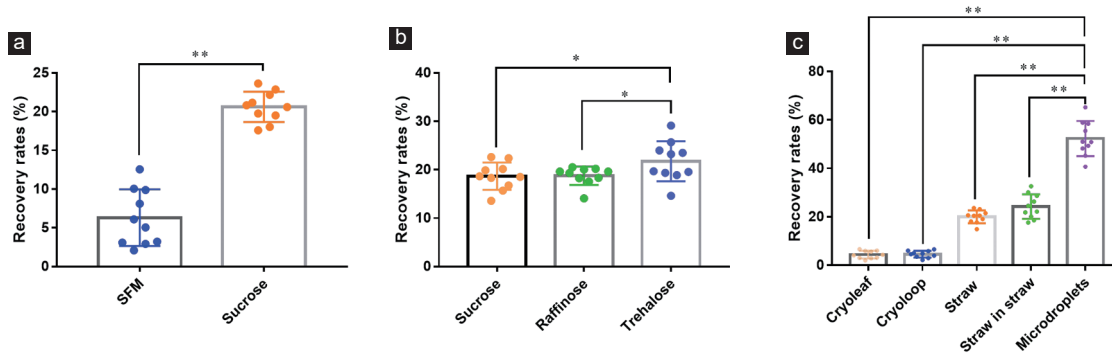 a
**
Recovery rates (%)
25
20
15
10
5
0
SFM
Sucrose
b
*
*
Recovery rates (%)
40
30
20
10
0
Sucrose
Raffinose
Trehalose
c
**
**
**
**
Recovery rates (%)
80
60
40
20
0
Cryoleaf
Cryoloop
Straw
Straw in straw
Microdroplets